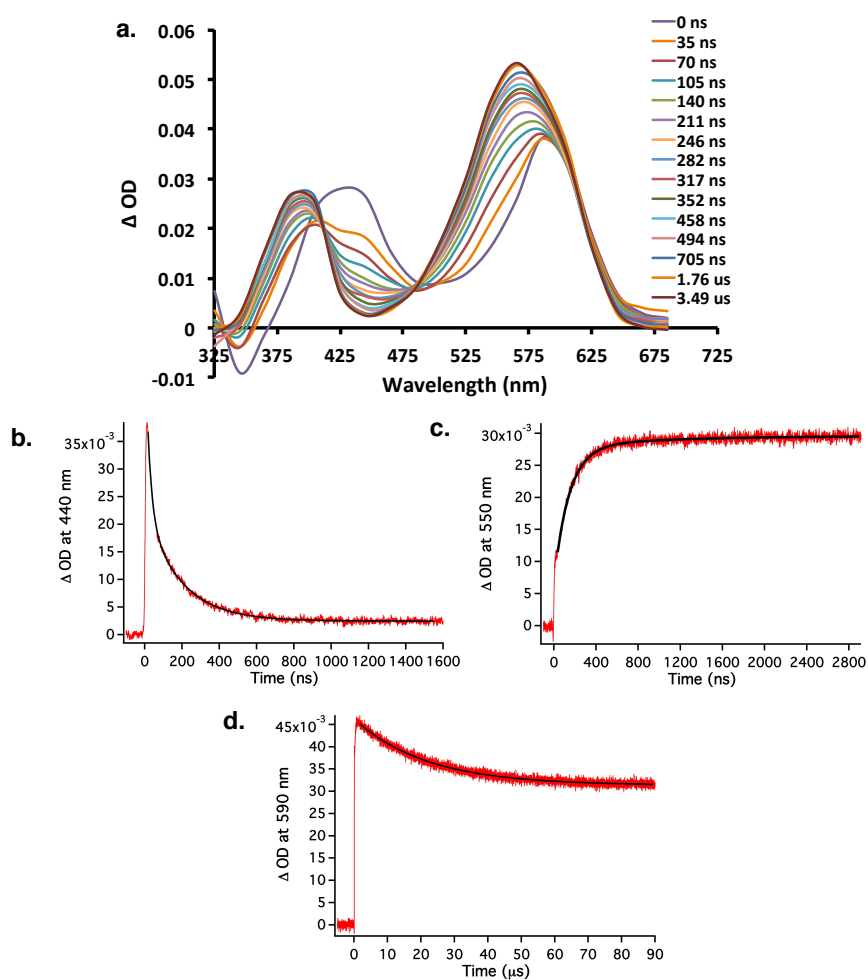 a.
0.06
0.05
0.04
0.03
0.02
0.01
0
-0.01
Δ OD
325 375 425 475 525 575 625 675 725
Wavelength (nm)
0 ns
35 ns
70 ns
105 ns
140 ns
211 ns
246 ns
282 ns
317 ns
352 ns
458 ns
494 ns
705 ns
1.76 us
3.49 us
b.
35x10⁻³
30
25
20
15
10
5
0
Δ OD at 440 nm
0 200 400 600 800 1000 1200 1400 1600
Time (ns)
c.
30x10⁻³
25
20
15
10
5
0
Δ OD at 550 nm
0 400 800 1200 1600 2000 2400 2800
Time (ns)
d.
45x10⁻³
40
35
30
25
20
15
10
5
0
Δ OD at 590 nm
0 10 20 30 40 50 60 70 80 90
Time (μs)